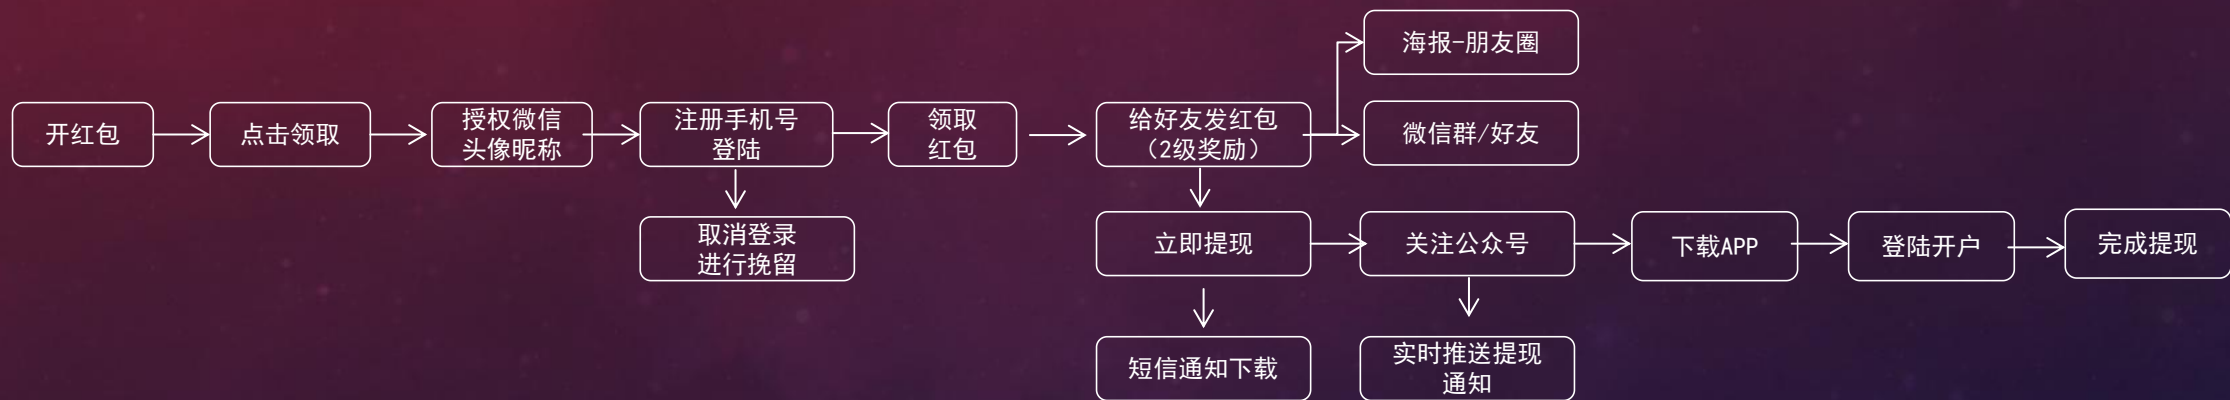 海报-朋友圈
开红包
点击领取
授权微信
头像昵称
注册手机号
登陆
领取
红包
给好友发红包
（2级奖励）
微信群/好友
取消登录
进行挽留
立即提现
关注公众号
下载APP
登陆开户
完成提现
短信通知下载
实时推送提现
通知